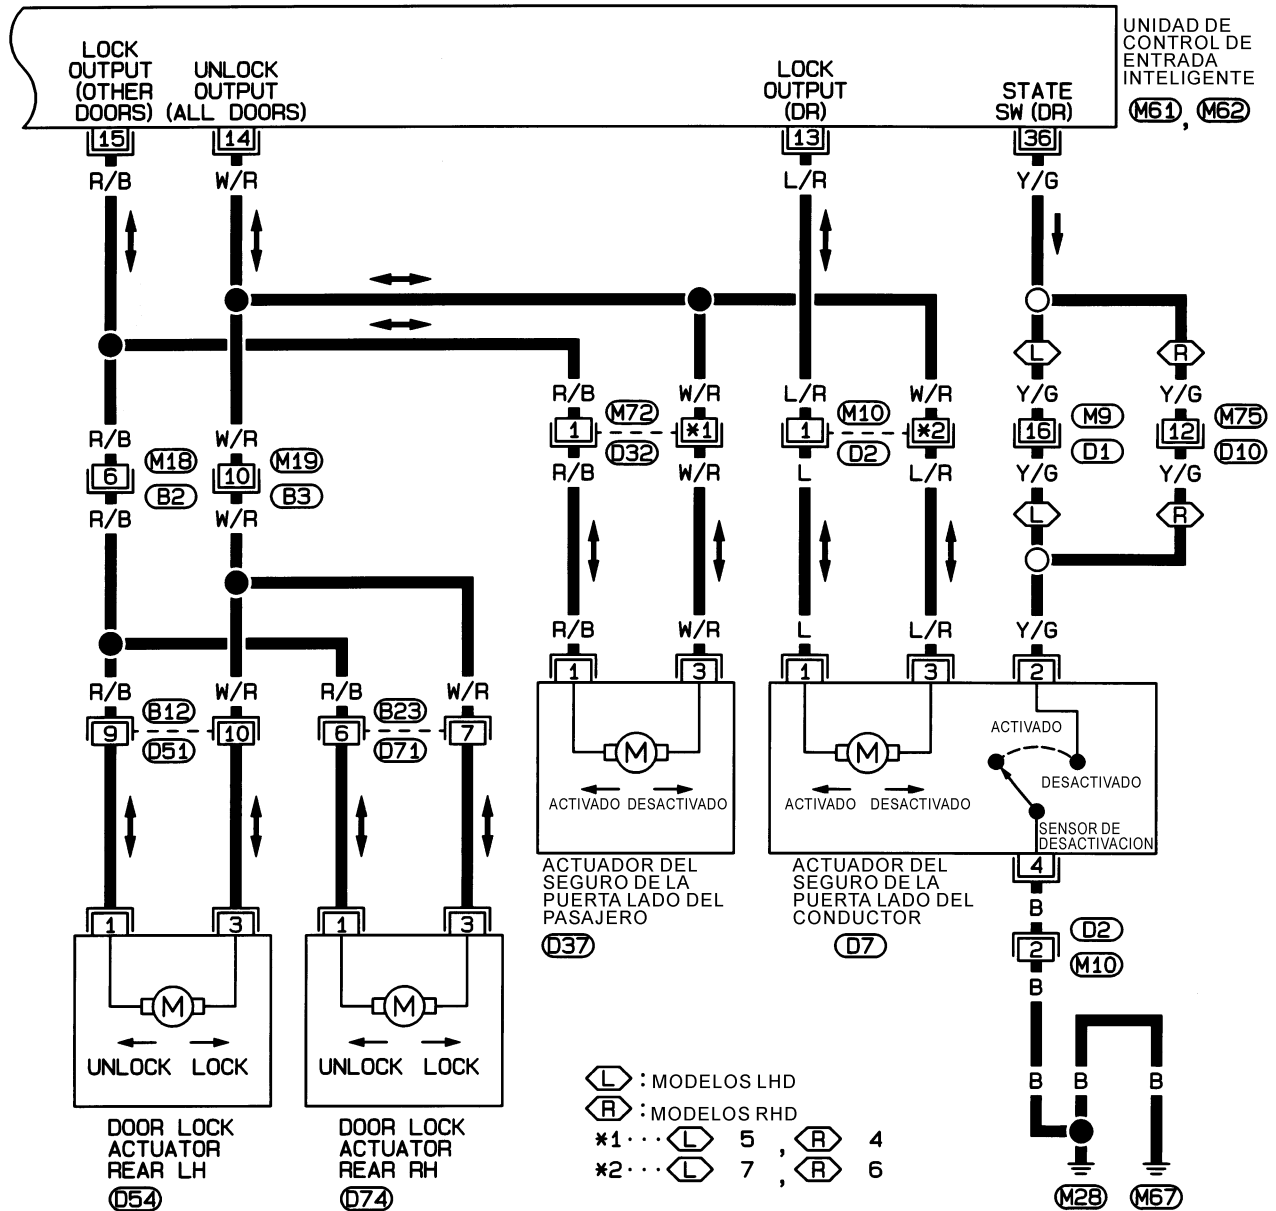 UNIDAD DE
CONTROL DE
ENTRADA
INTELIGENTE
M61 , M62
LOCK
OUTPUT
(OTHER
DOORS)
UNLOCK
OUTPUT
(ALL DOORS)
LOCK
OUTPUT
(DR)
STATE
SW (DR)
15 14 13 36
R/B W/R L/R Y/G
L R
R/B W/R L/R W/R Y/G Y/G
1 M72 *1 1 M10 *2 16 M9 12 M75
D32 D2 D1 D10
R/B W/R L L/R Y/G Y/G
R/B W/R
6 M18 10 M19
B2 B3
R/B W/R
L R
R/B W/R L L/R Y/G
1 3 1 3 2
R/B W/R R/B W/R
9 B12 10 6 B23 7
D51 D71
M M
ACTIVADO
DESACTIVADO
SENSOR DE
DESACTIVACION
ACTIVADO DESACTIVADO
ACTIVADO DESACTIVADO
4
ACTUADOR DEL
SEGURO DE LA
PUERTA LADO DEL
PASAJERO
D37
ACTUADOR DEL
SEGURO DE LA
PUERTA LADO DEL
CONDUCTOR
D7
B
2 D2
M10
B
1 3 1 3
M M
UNLOCK LOCK
UNLOCK LOCK
DOOR LOCK
ACTUATOR
REAR LH
D54
DOOR LOCK
ACTUATOR
REAR RH
D74
L : MODELOS LHD
R : MODELOS RHD
*1··· L 5 , R 4
*2··· L 7 , R 6
B B B
M28 M67